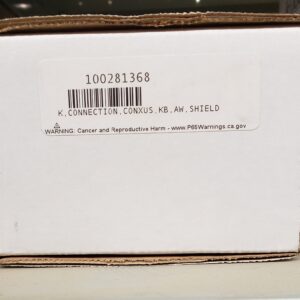 100281368
K,CONNECTION,CONXUS,KB,AW,SHIELD
⚠WARNING: Cancer and Reproductive Harm - www.P65Warnings.ca.gov